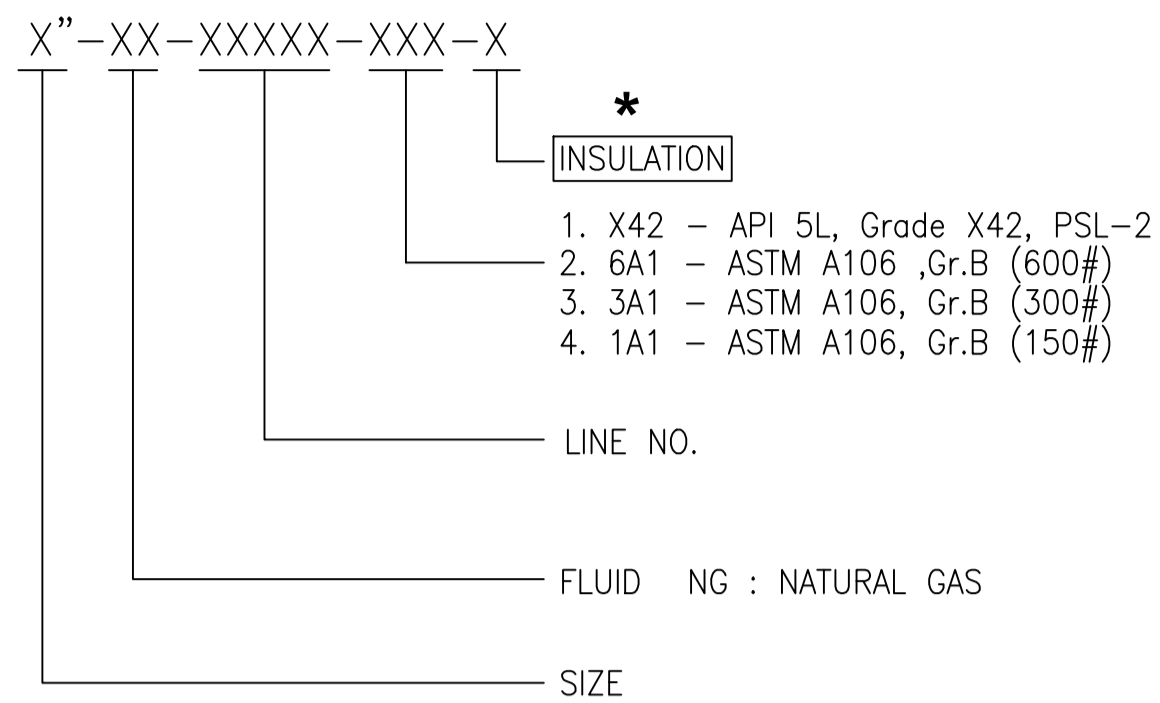 X”-XX-XXXXX-XXX-X
*
INSULATION
1. X42 - API 5L, Grade X42, PSL-2
2. 6A1 - ASTM A106 ,Gr.B (600#)
3. 3A1 - ASTM A106, Gr.B (300#)
4. 1A1 - ASTM A106, Gr.B (150#)
LINE NO.
FLUID NG : NATURAL GAS
SIZE